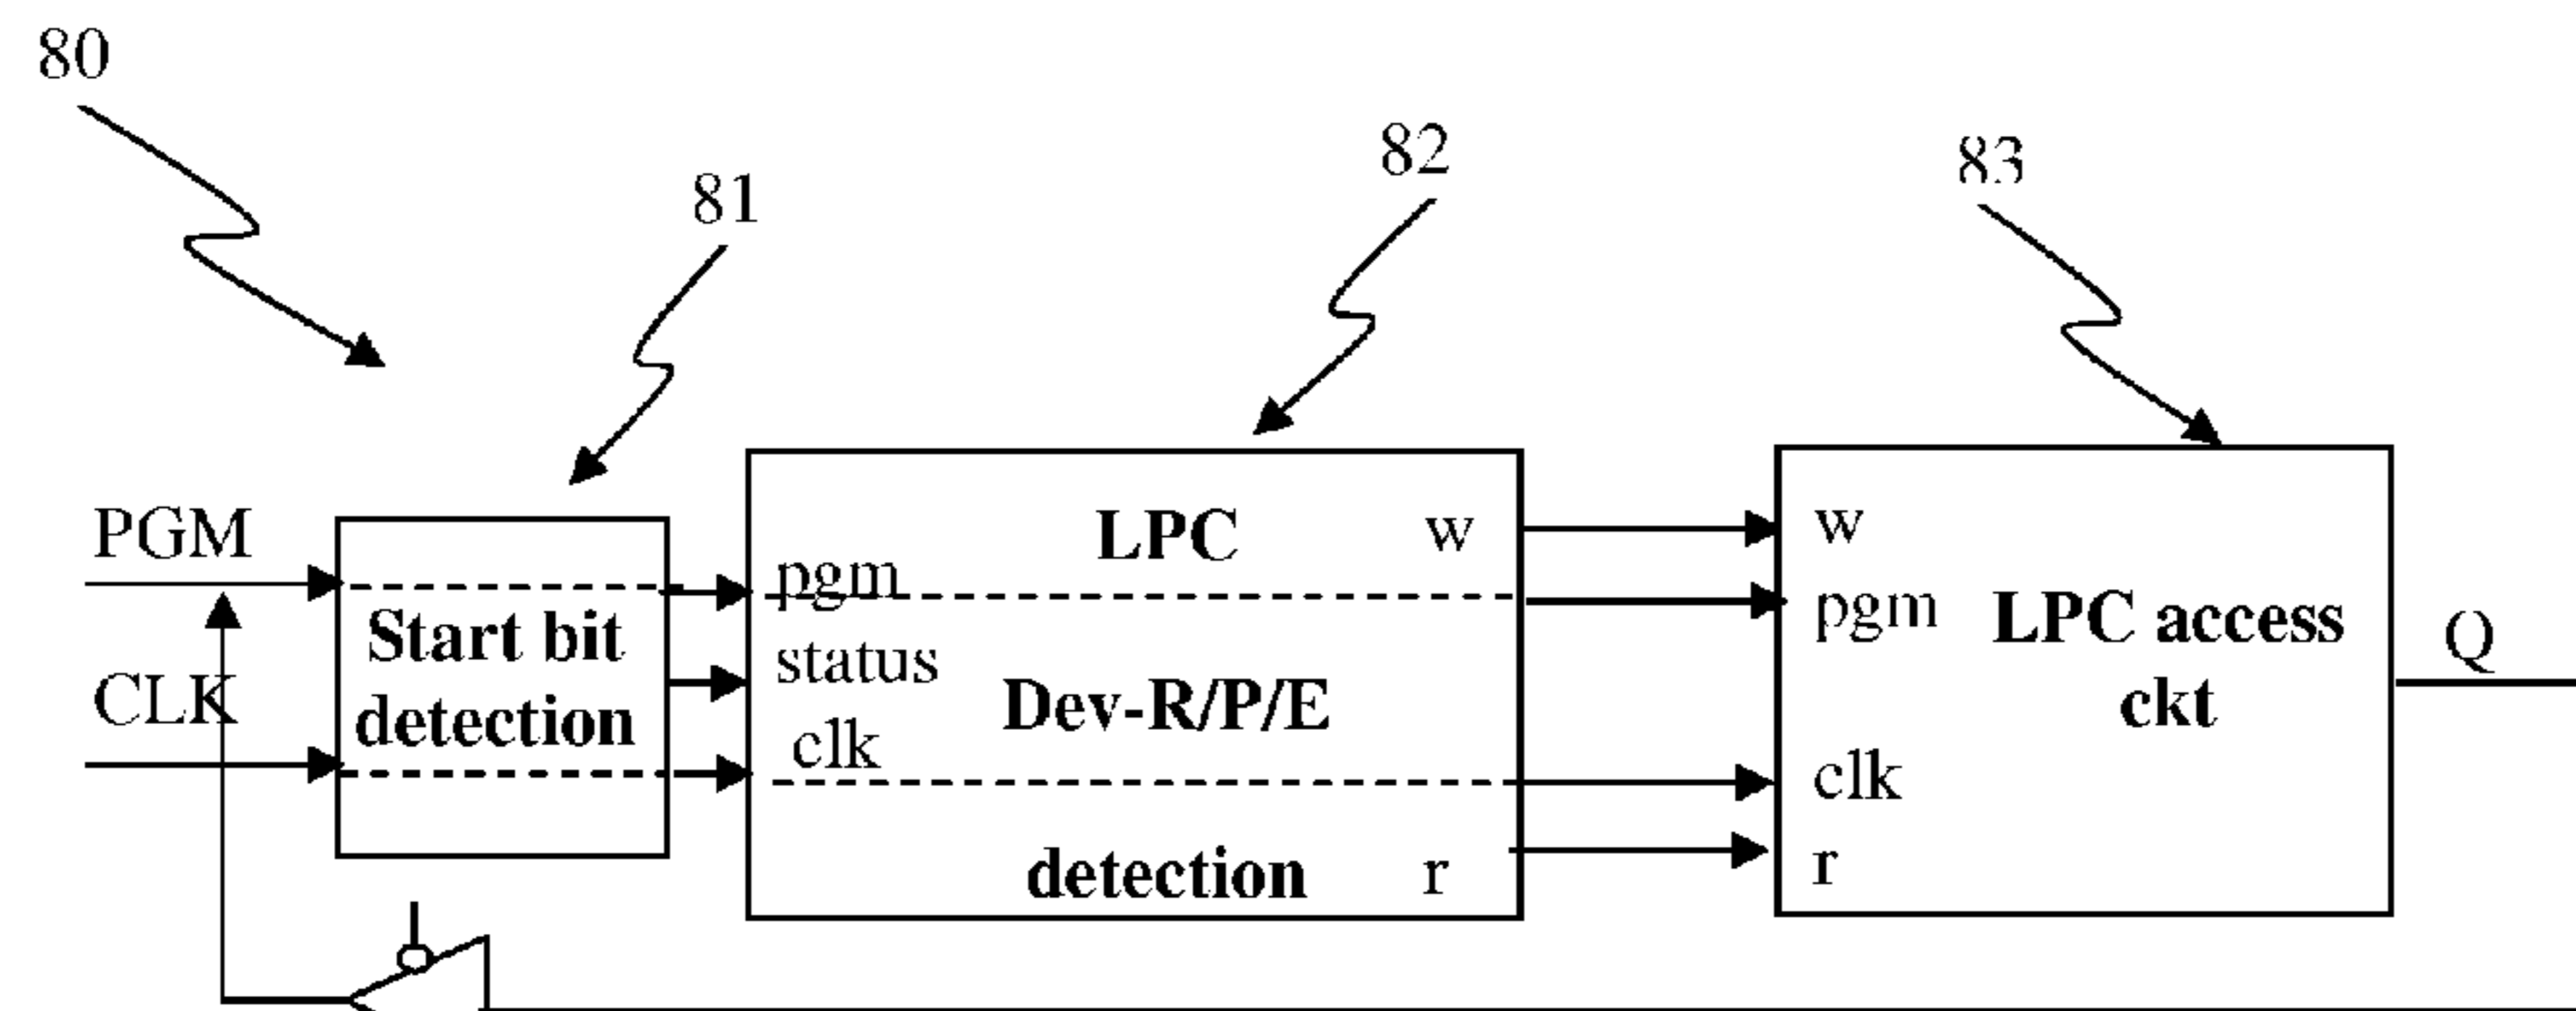 80
81
82
83
PGM
CLK
Start bit
detection
pgm
status
clk
LPC
Dev-R/P/E
detection
w
r
w
pgm
clk
r
LPC access
ckt
Q